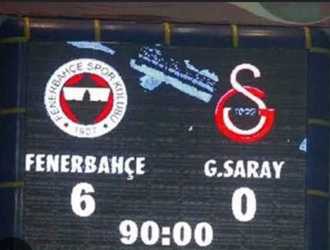 FENERBAHÇE SPOR KULÜBÜ
1907
FENERBAHÇE G.SARAY
6 0
90:00